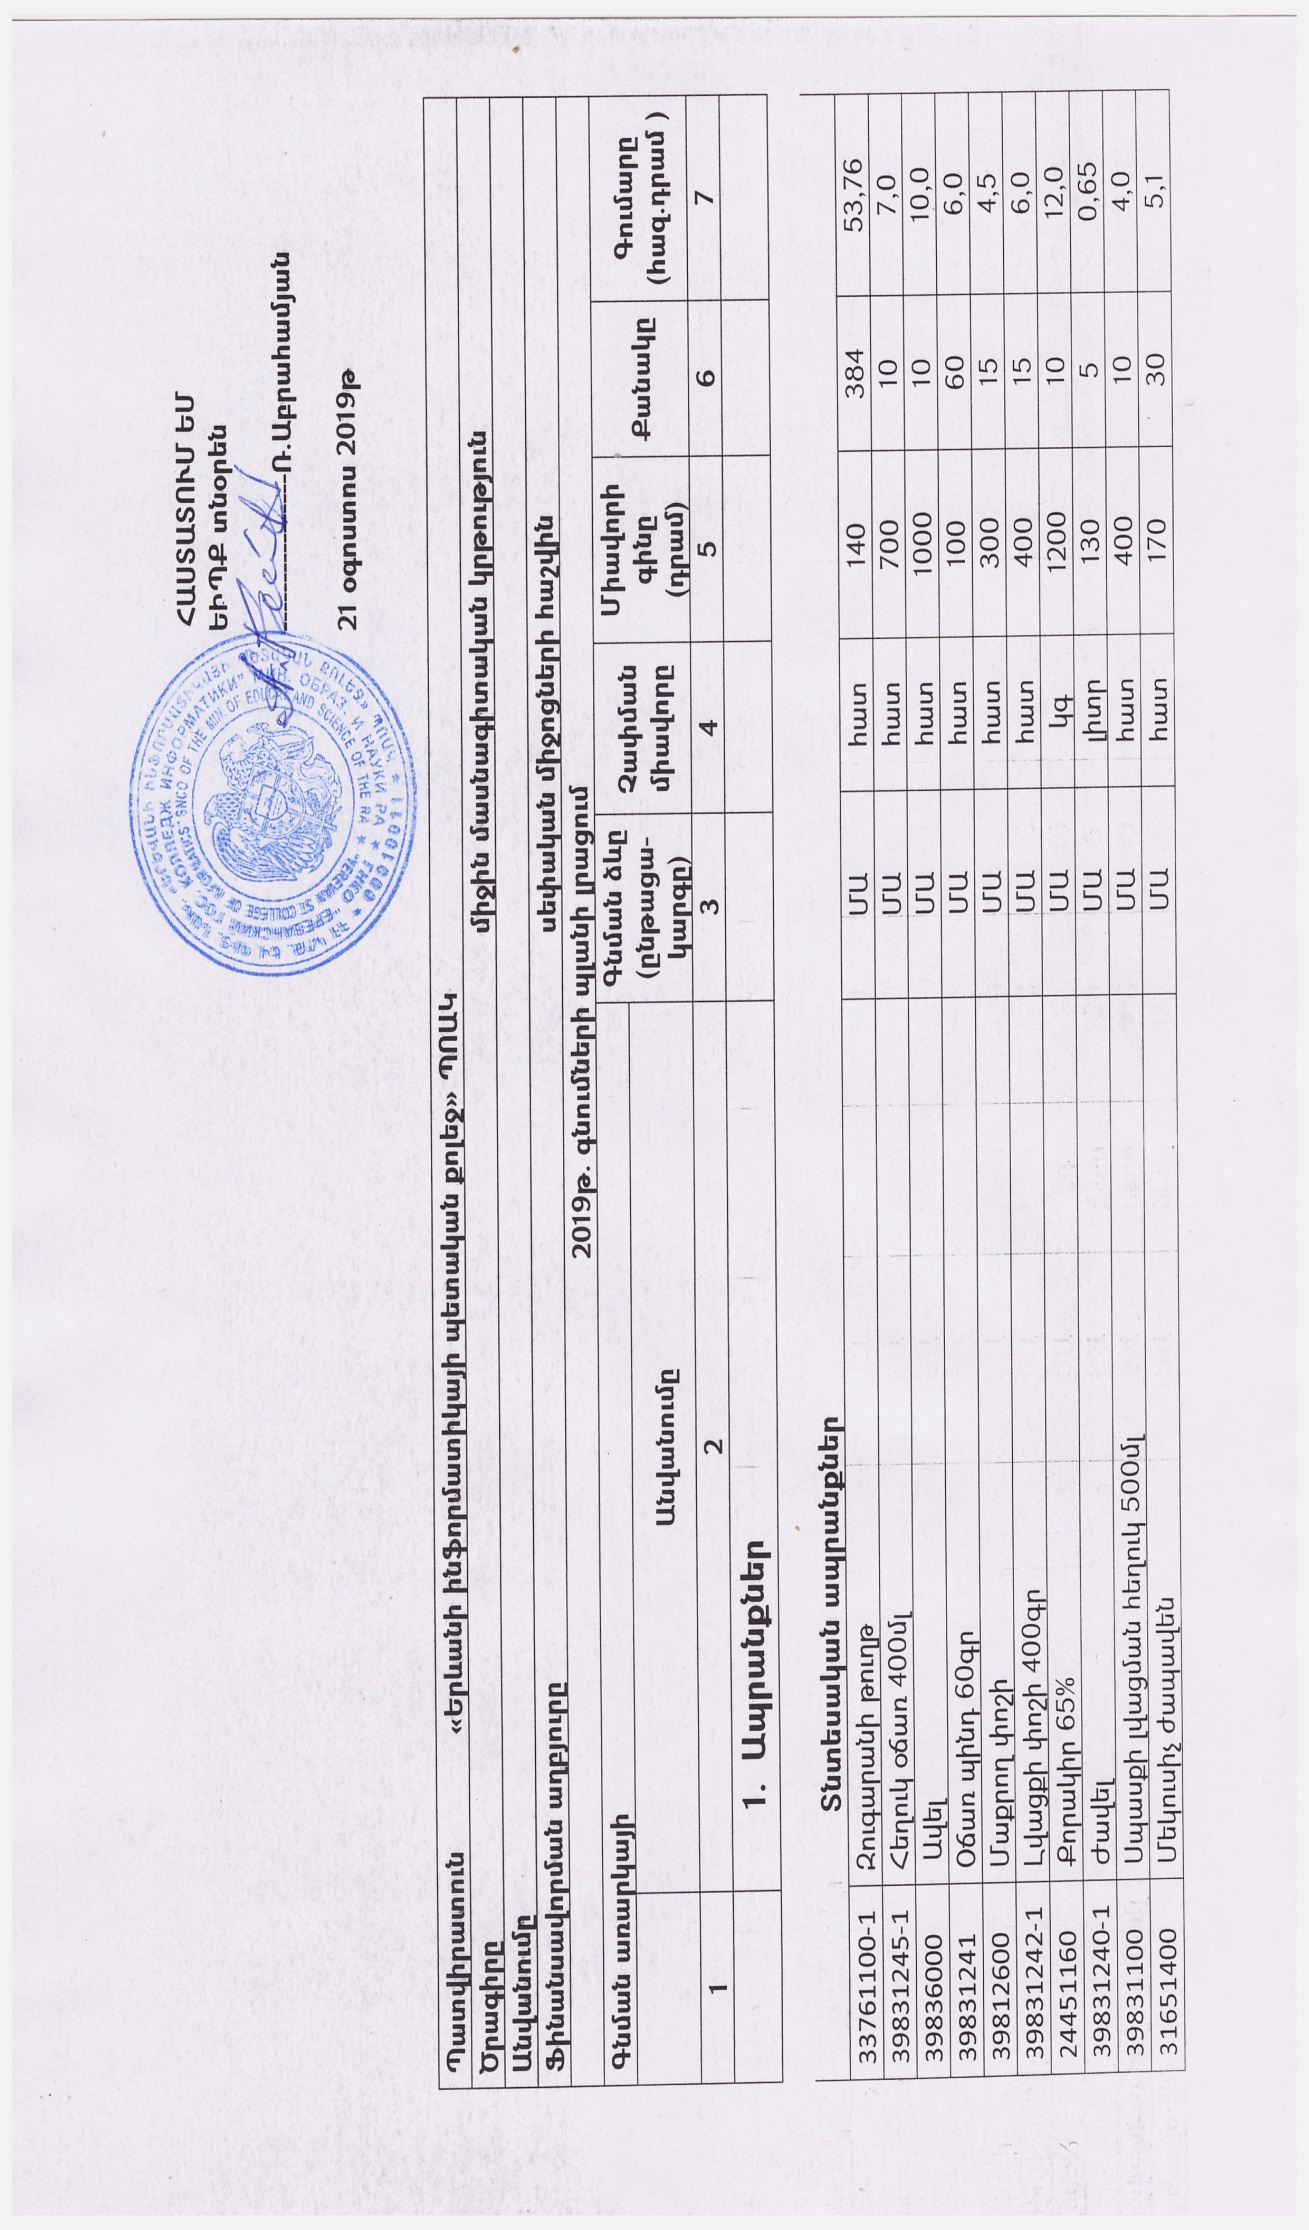 ՀԱՍՏԱՏՈՒՄ ԵՄ
ԵԻՊՔ տնօրեն
Ռ.Աբրահամյան
21 օգոստոս 2019թ
Պատվիրատուն «Երևանի ինֆորմատիկայի պետական քոլեջ» ՊՈԱԿ
Ծրագիրը միջին մասնագիտական կրթություն
Անվանումը
Ֆինանսավորման աղբյուրը սեփական միջոցների հաշվին
2019թ. գնումների պլանի լրացում
Գնման առարկայի Անվանումը Գնման ձևը (ընթացա-կարգը) Չափման միավորը Միավորի գինը (դրամ) Քանակը Գումարը (հազ.դրամ )
1 2 3 4 5 6 7
1. Ապրանքներ
Տնտեսական ապրանքներ
33761100-1 Զուգարանի թուղթ ՄԱ հատ 140 384 53,76
39831245-1 Հեղուկ օճառ 400մլ ՄԱ հատ 700 10 7,0
39836000 Ավել ՄԱ հատ 1000 10 10,0
39831241 Օճառ պինդ 60գր ՄԱ հատ 100 60 6,0
39812600 Մաքրող փոշի ՄԱ հատ 300 15 4,5
39831242-1 Լվացքի փոշի 400գր ՄԱ հատ 400 15 6,0
24451160 Քորակիր 65% ՄԱ կգ 1200 10 12,0
39831240-1 Ժավել ՄԱ լիտր 130 5 0,65
39831100 Սպասքի լվացման հեղուկ 500մլ ՄԱ հատ 400 10 4,0
31651400 Մեկուսիչ ժապավեն ՄԱ հատ 170 30 5,1